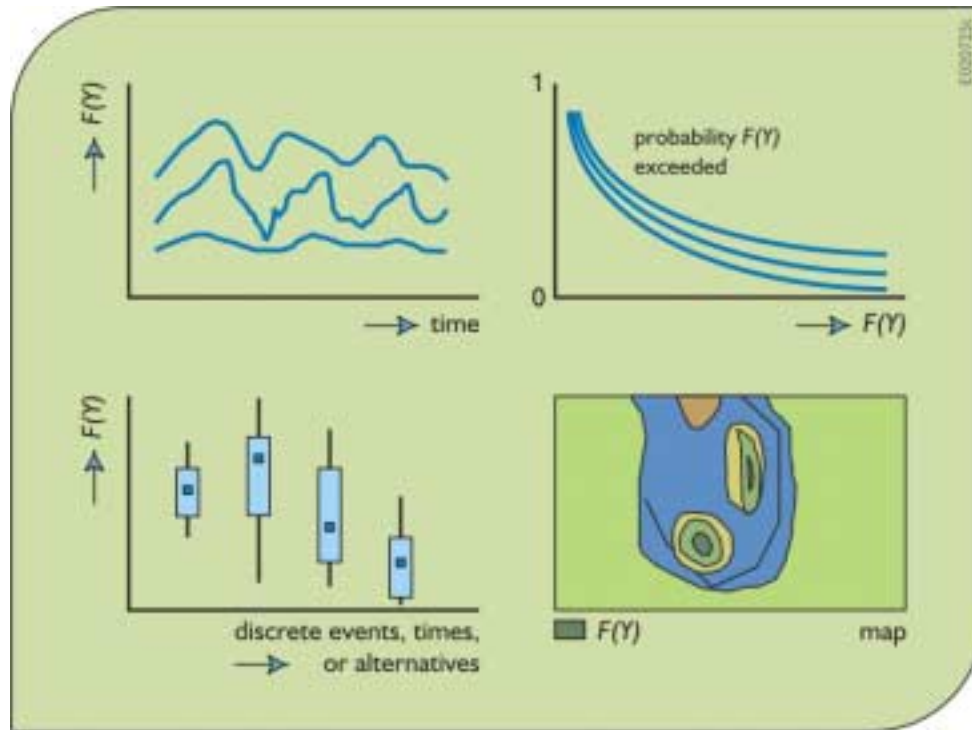 F(Y)
time
1
probability F(Y)
exceeded
0
F(Y)
F(Y)
discrete events, times,
or alternatives
F(Y)
map